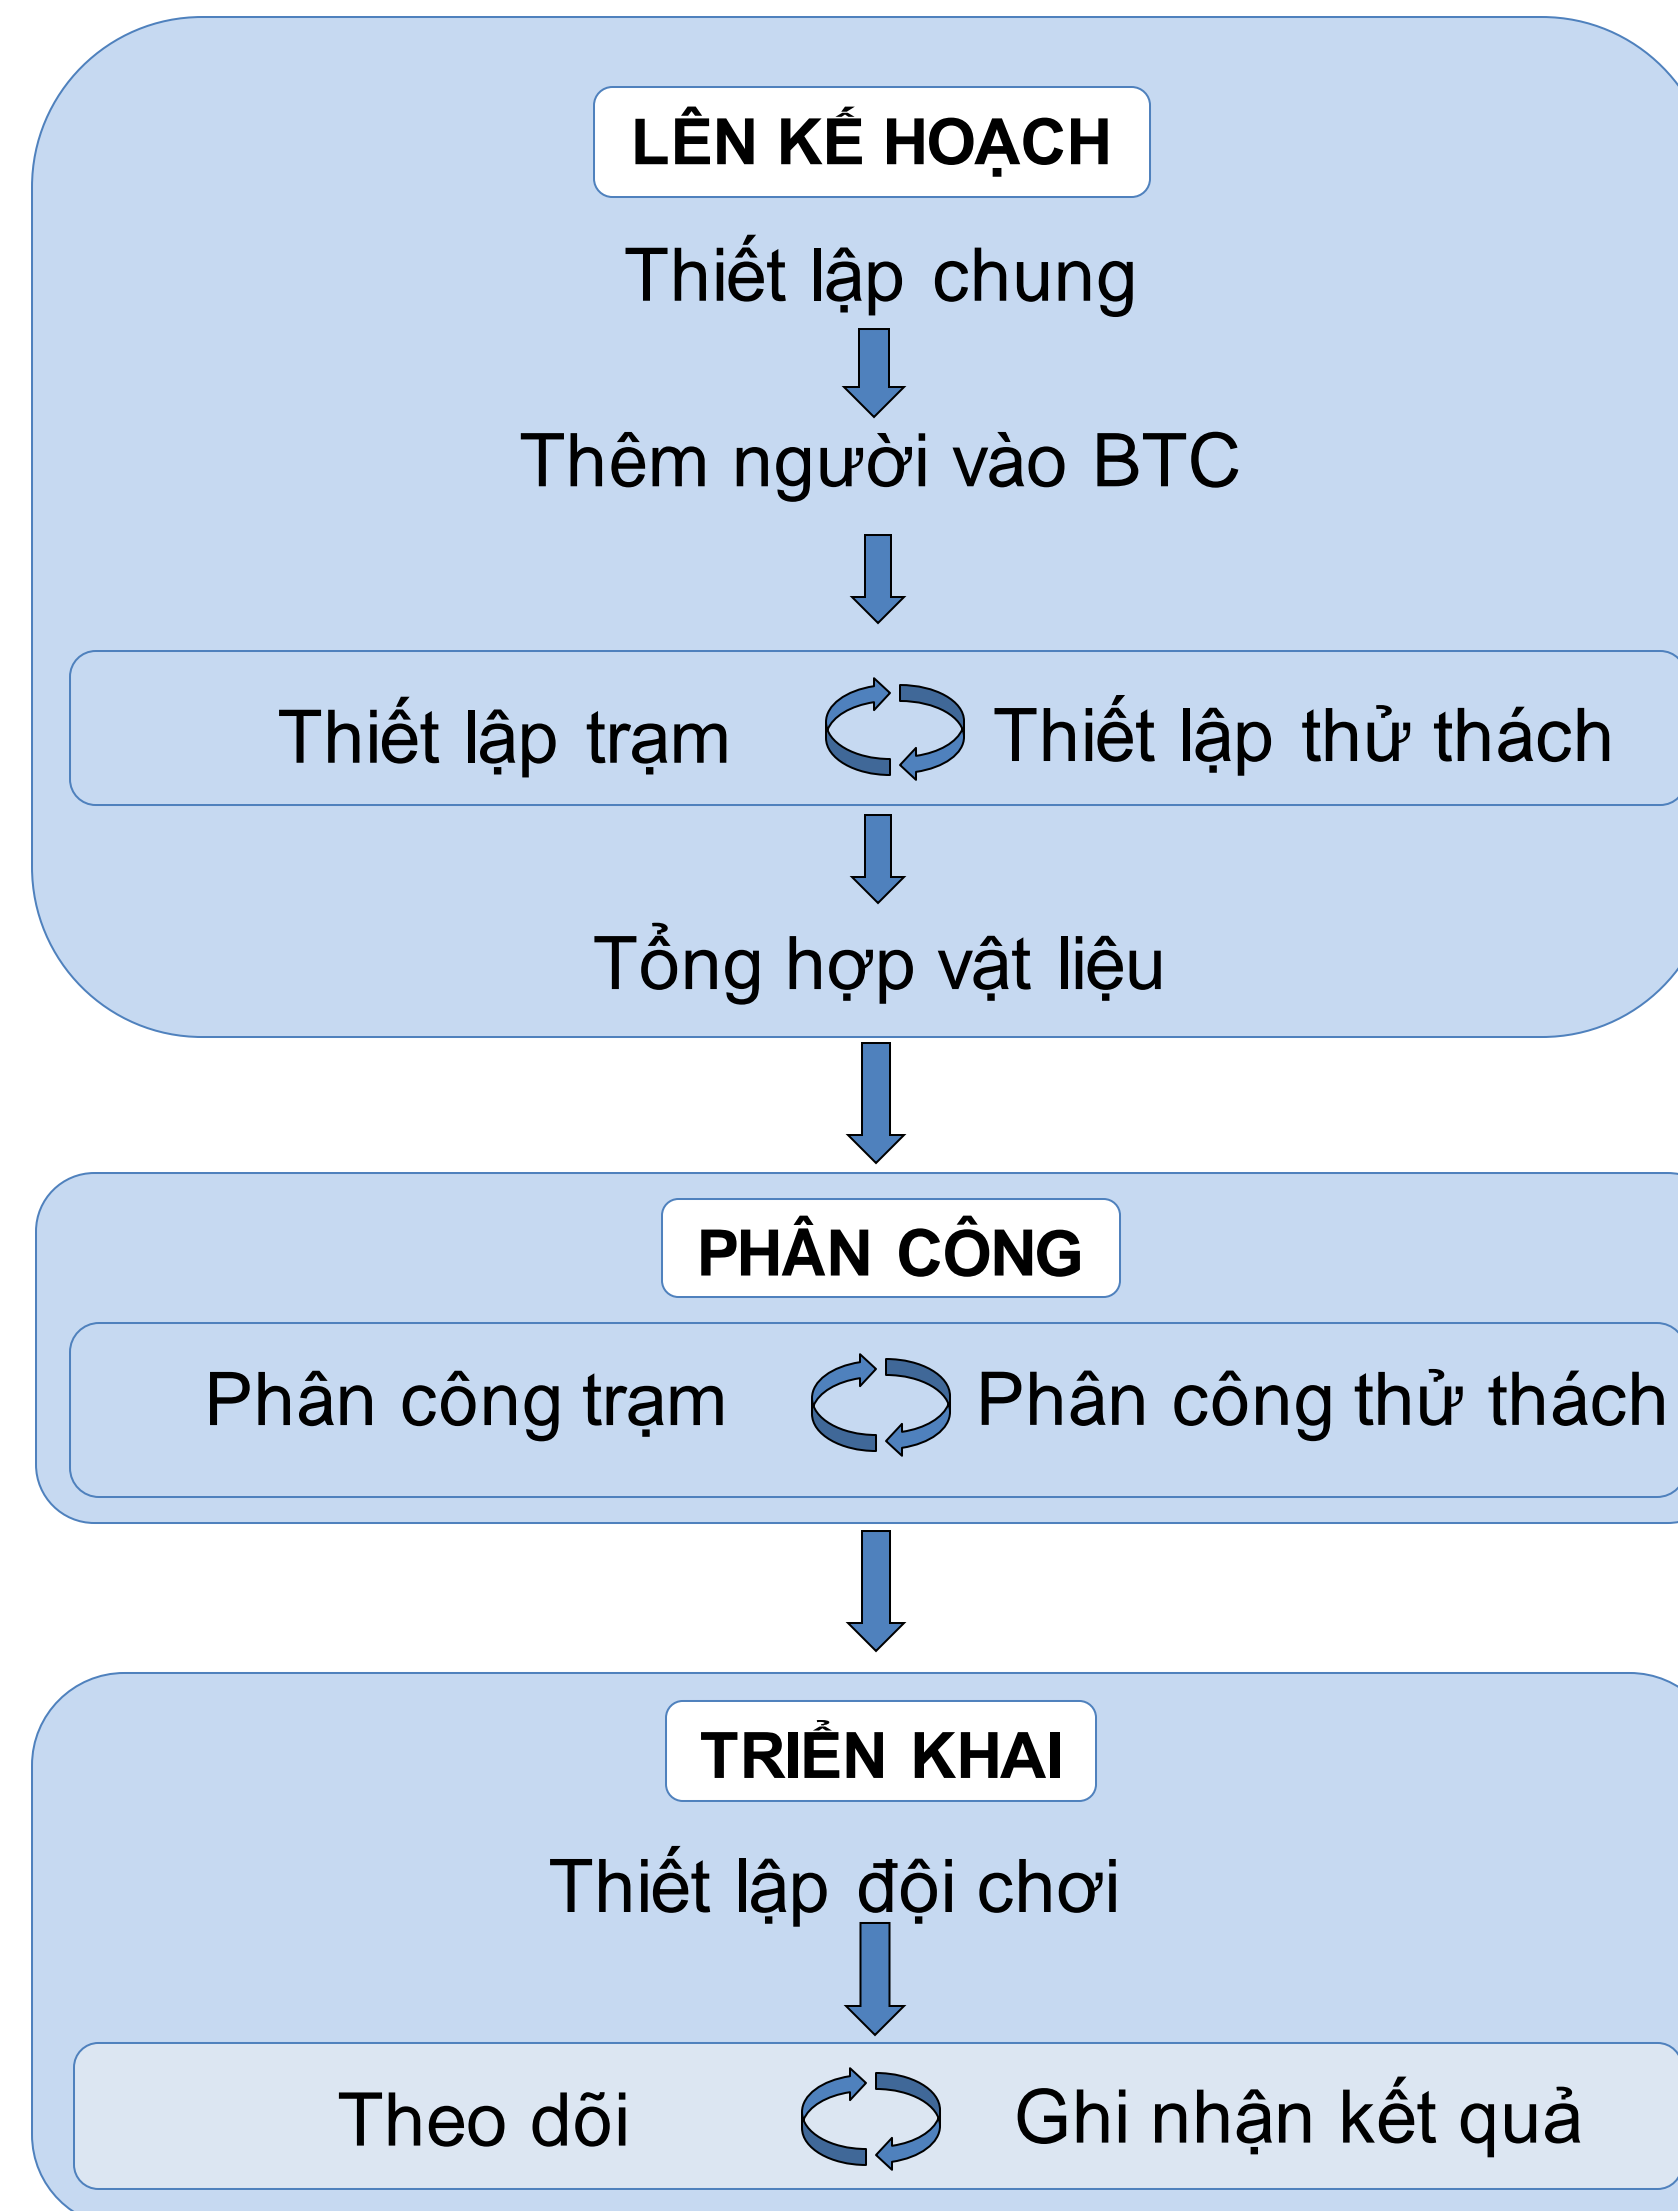 LÊN KẾ HOẠCH
Thiết lập chung
Thêm người vào BTC
Thiết lập trạm
Thiết lập thử thách
Tổng hợp vật liệu
PHÂN CÔNG
Phân công trạm
Phân công thử thách
TRIỂN KHAI
Thiết lập đội chơi
Theo dõi
Ghi nhận kết quả